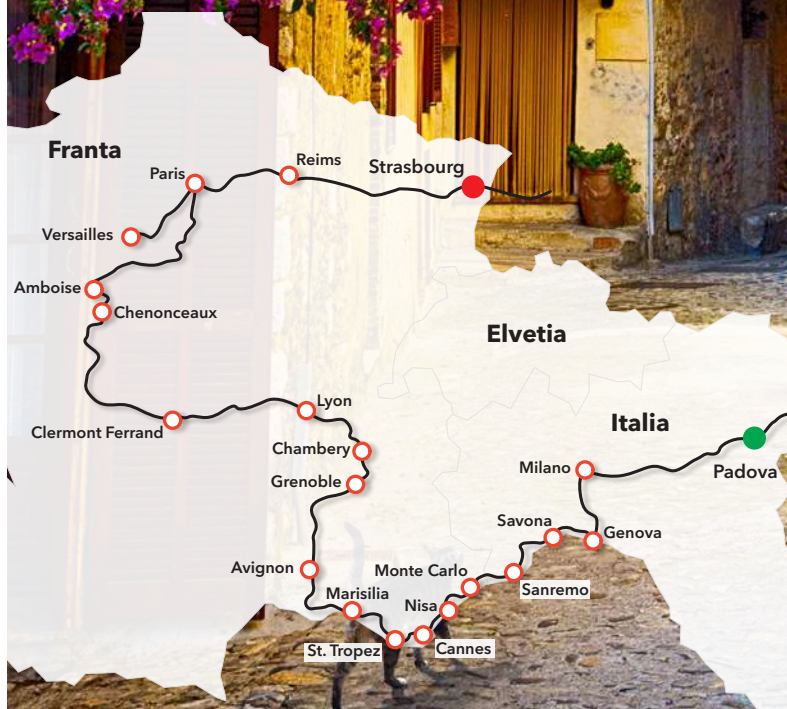 Franta
Paris
Reims
Strasbourg
Versailles
Amboise
Chenonceaux
Elvetia
Lyon
Italia
Clermont Ferrand
Chambery
Milano
Padova
Grenoble
Savona
Genova
Avignon
Monte Carlo
Sanremo
Marisilia
Nisa
St. Tropez
Cannes